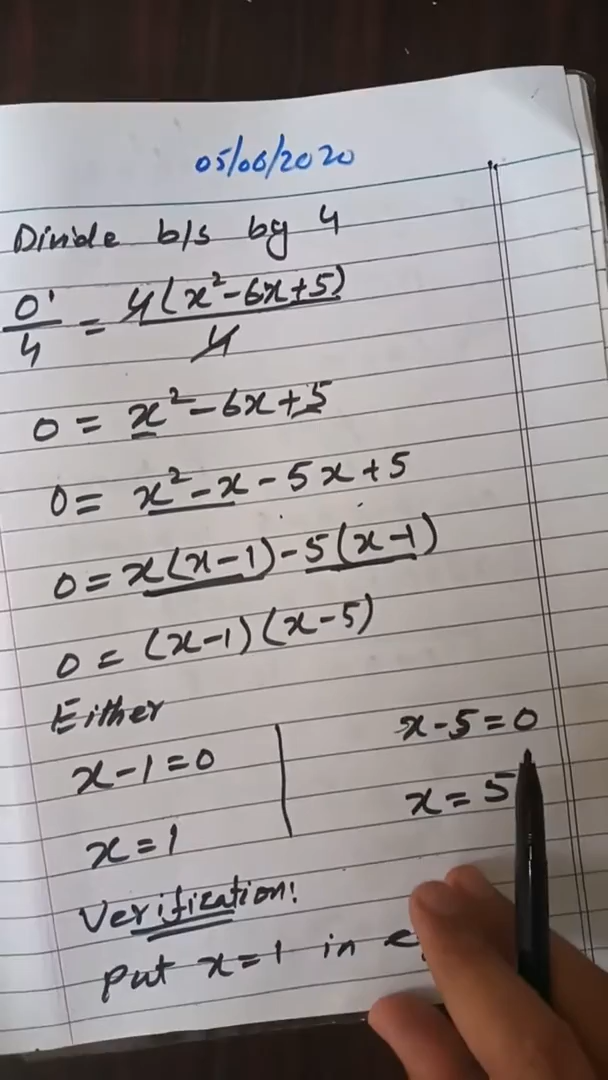 05/06/2020
Divide b/s by 4
0/4 = 4(x²-6x+5)/4
0 = x²-6x+5
0 = x²-x-5x+5
0 = x(x-1)-5(x-1)
0 = (x-1)(x-5)
Either
x-1=0
x=1
x-5=0
x=5
Verification:
Put x=1 in